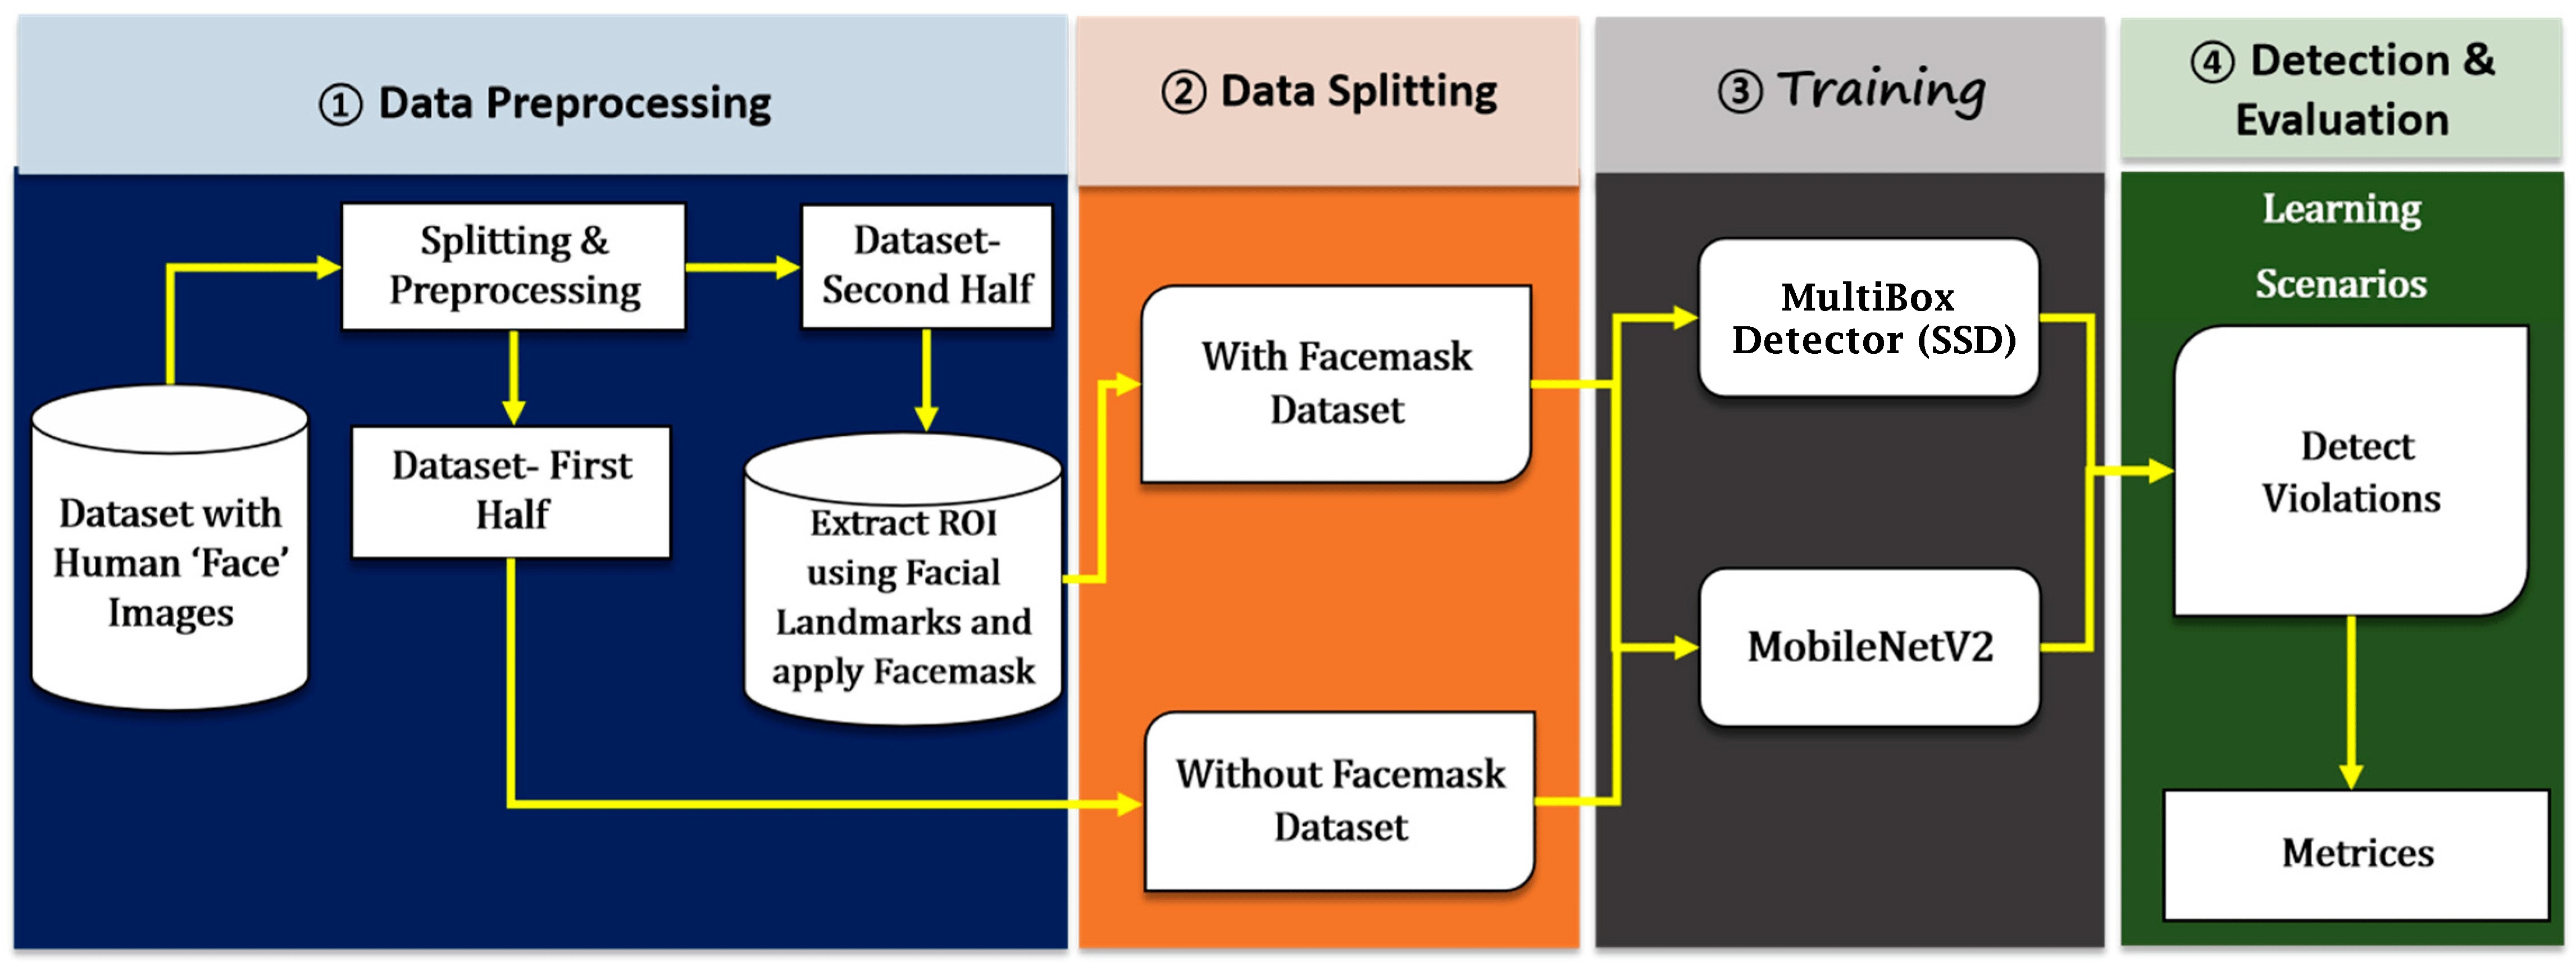 ① Data Preprocessing
② Data Splitting
③ Training
④ Detection &
Evaluation
Splitting &
Preprocessing
Dataset-
Second Half
Dataset- First
Half
Dataset with
Human ‘Face’
Images
Extract ROI
using Facial
Landmarks and
apply Facemask
With Facemask
Dataset
Without Facemask
Dataset
MultiBox
Detector (SSD)
MobileNetV2
Learning
Scenarios
Detect
Violations
Metrices